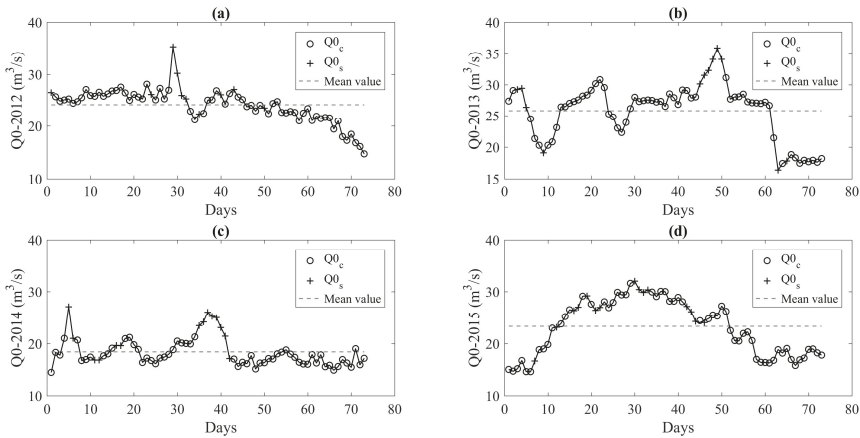 (a)
40
30
20
10
Q0-2012 (m³/s)
0 10 20 30 40 50 60 70 80
Days
Q0c
Q0s
Mean value
(b)
40
35
30
25
20
15
Q0-2013 (m³/s)
0 10 20 30 40 50 60 70 80
Days
Q0c
Q0s
Mean value
(c)
40
30
20
10
Q0-2014 (m³/s)
0 10 20 30 40 50 60 70 80
Days
Q0c
Q0s
Mean value
(d)
40
30
20
10
Q0-2015 (m³/s)
0 10 20 30 40 50 60 70 80
Days
Q0c
Q0s
Mean value